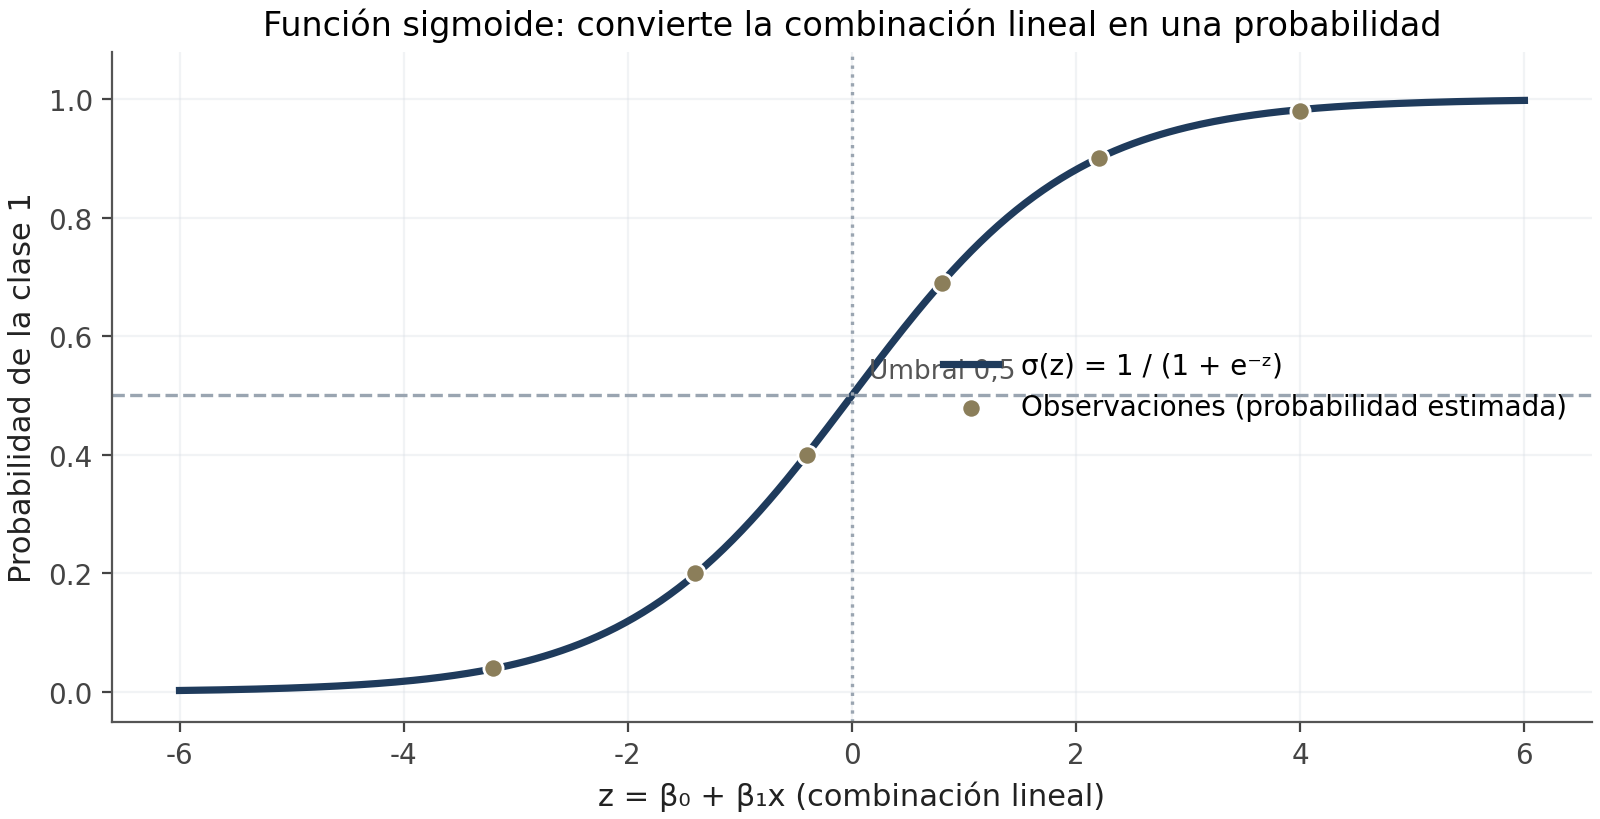 Función sigmoide: convierte la combinación lineal en una probabilidad
Probabilidad de la clase 1
1.0
0.8
0.6
0.4
0.2
0.0
Umbral 0,5
σ(z) = 1 / (1 + e⁻ᶻ)
Observaciones (probabilidad estimada)
-6
-4
-2
0
2
4
6
z = β₀ + β₁x (combinación lineal)